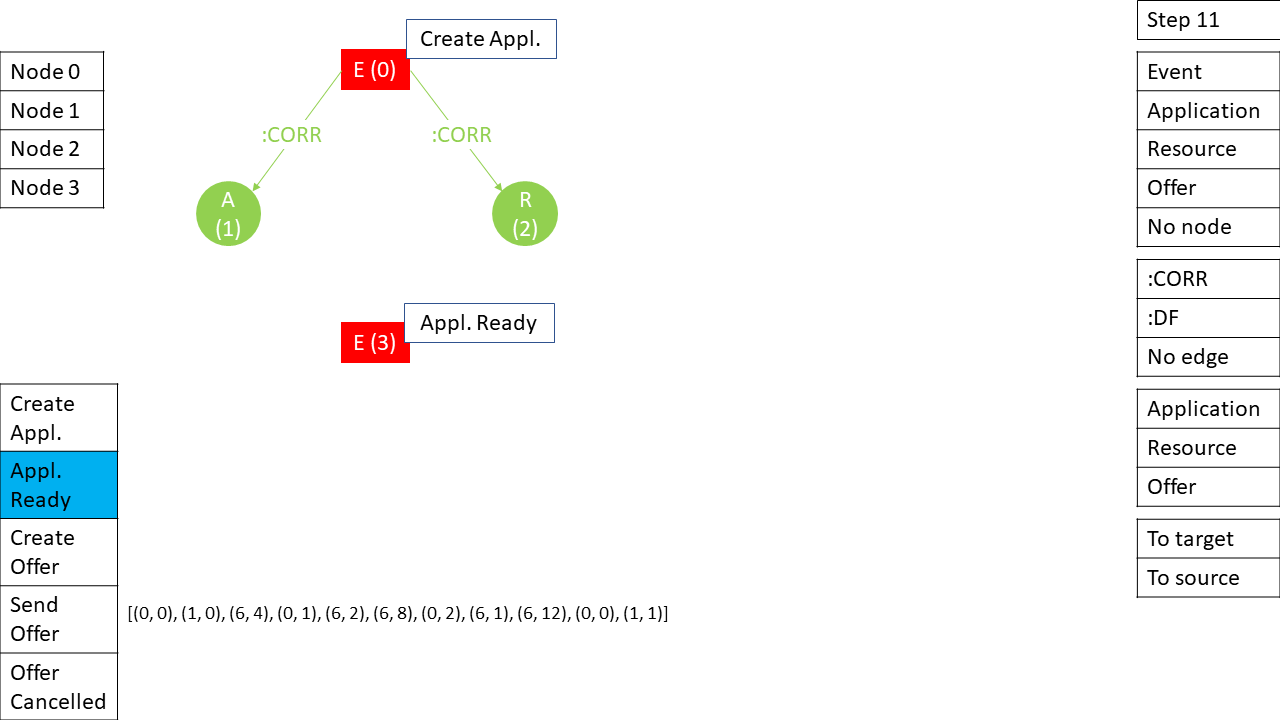 Step 11
Create Appl.
Node 0
Node 1
Node 2
Node 3
E (0)
:CORR
:CORR
A
(1)
R
(2)
Event
Application
Resource
Offer
No node
:CORR
:DF
No edge
Appl. Ready
E (3)
Application
Resource
Offer
To target
To source
Create
Appl.
Appl.
Ready
Create
Offer
Send
Offer
Offer
Cancelled
[(0, 0), (1, 0), (6, 4), (0, 1), (6, 2), (6, 8), (0, 2), (6, 1), (6, 12), (0, 0), (1, 1)]